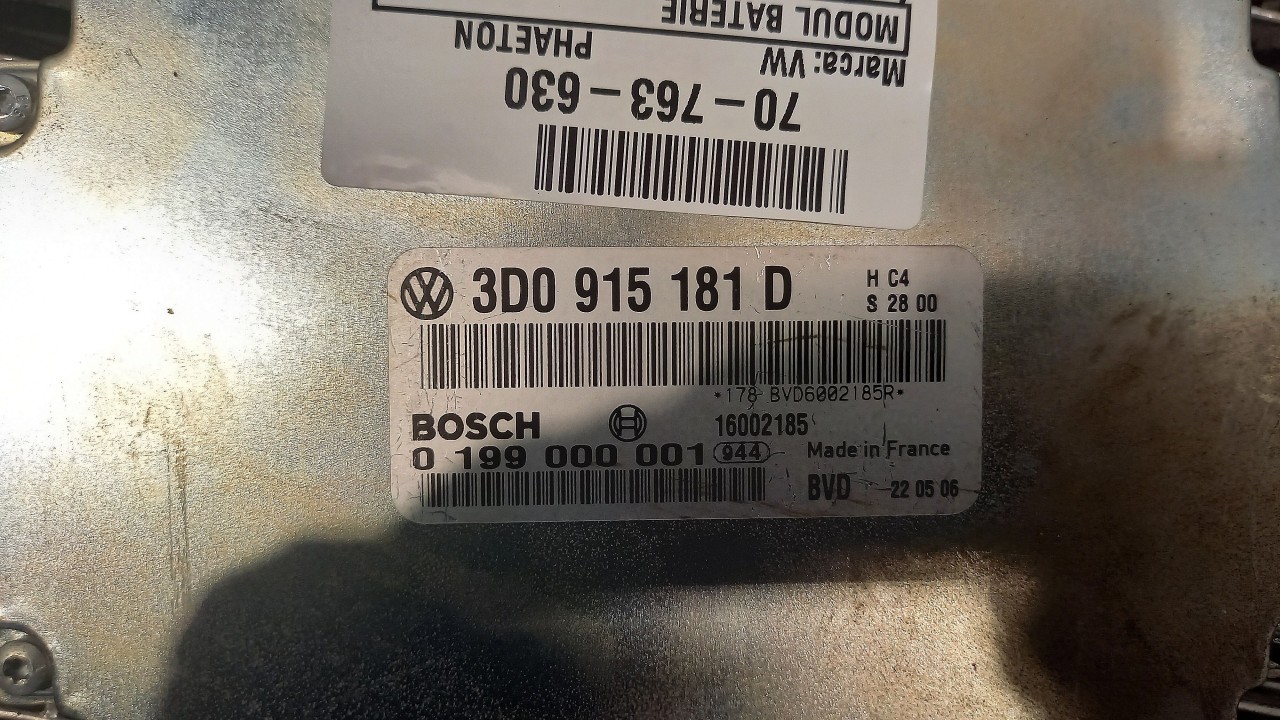 MODUL BATERIE
Marca: VW
PHAETON
70-763-630
3D0 915 181 D
H C4
S 28 00
*178 BVD6002185R*
BOSCH
16002185
0 199 000 001 944
Made in France
BVD 22 05 06